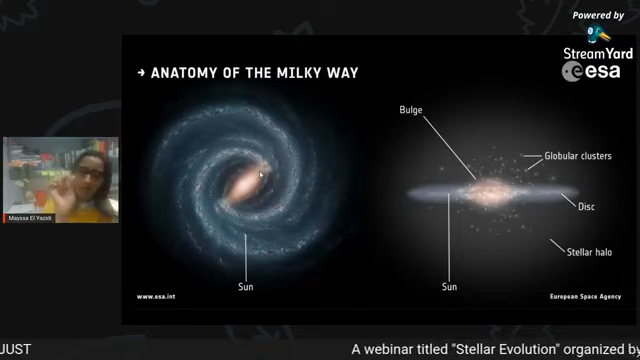 Powered by
StreamYard
→ ANATOMY OF THE MILKY WAY
esa
Bulge
Globular clusters
Disc
Stellar halo
Sun
Sun
www.esa.int
European Space Agency
Mayssa El Yazidi
JUST
A webinar titled "Stellar Evolution" organized by